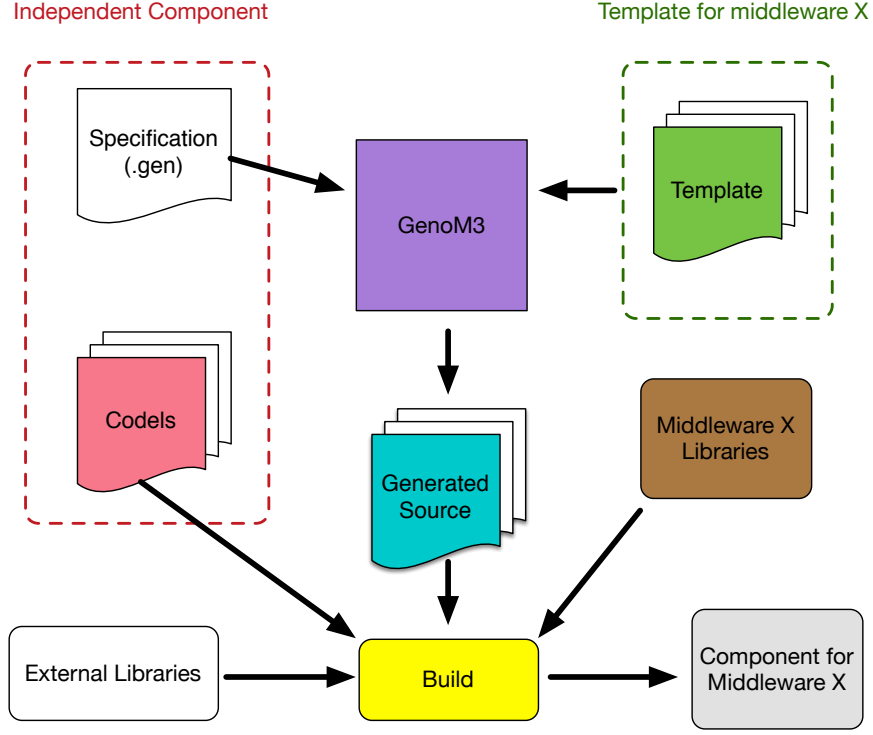 Independent Component
Template for middleware X
Specification
(.gen)
GenoM3
Template
Codels
Generated
Source
Middleware X
Libraries
External Libraries
Build
Component for
Middleware X